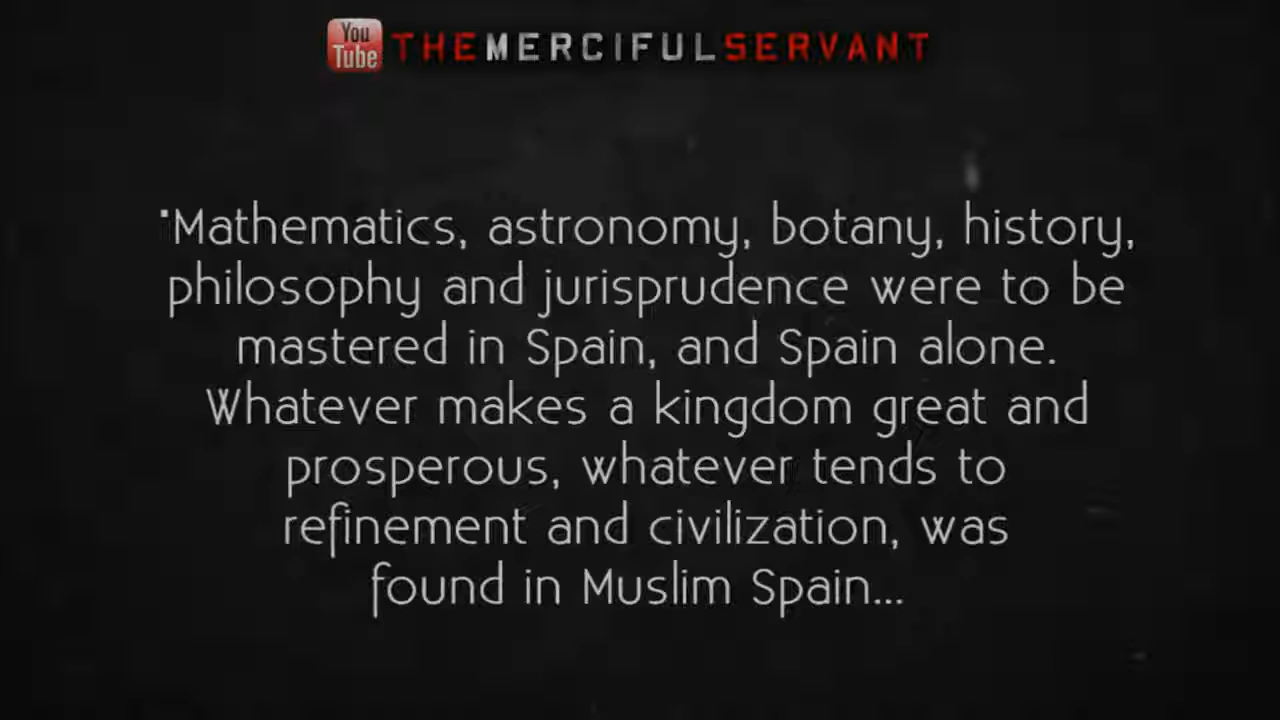 You Tube THEMERCIFULSERVANT
"Mathematics, astronomy, botany, history,
philosophy and jurisprudence were to be
mastered in Spain, and Spain alone.
Whatever makes a kingdom great and
prosperous, whatever tends to
refinement and civilization, was
found in Muslim Spain...